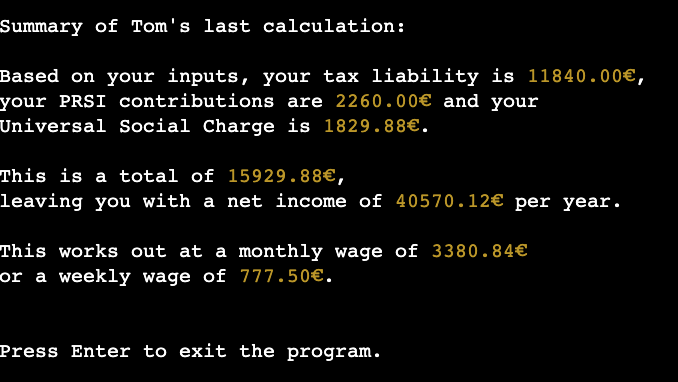 Summary of Tom's last calculation:
Based on your inputs, your tax liability is 11840.00€,
your PRSI contributions are 2260.00€ and your
Universal Social Charge is 1829.88€.
This is a total of 15929.88€,
leaving you with a net income of 40570.12€ per year.
This works out at a monthly wage of 3380.84€
or a weekly wage of 777.50€.
Press Enter to exit the program.